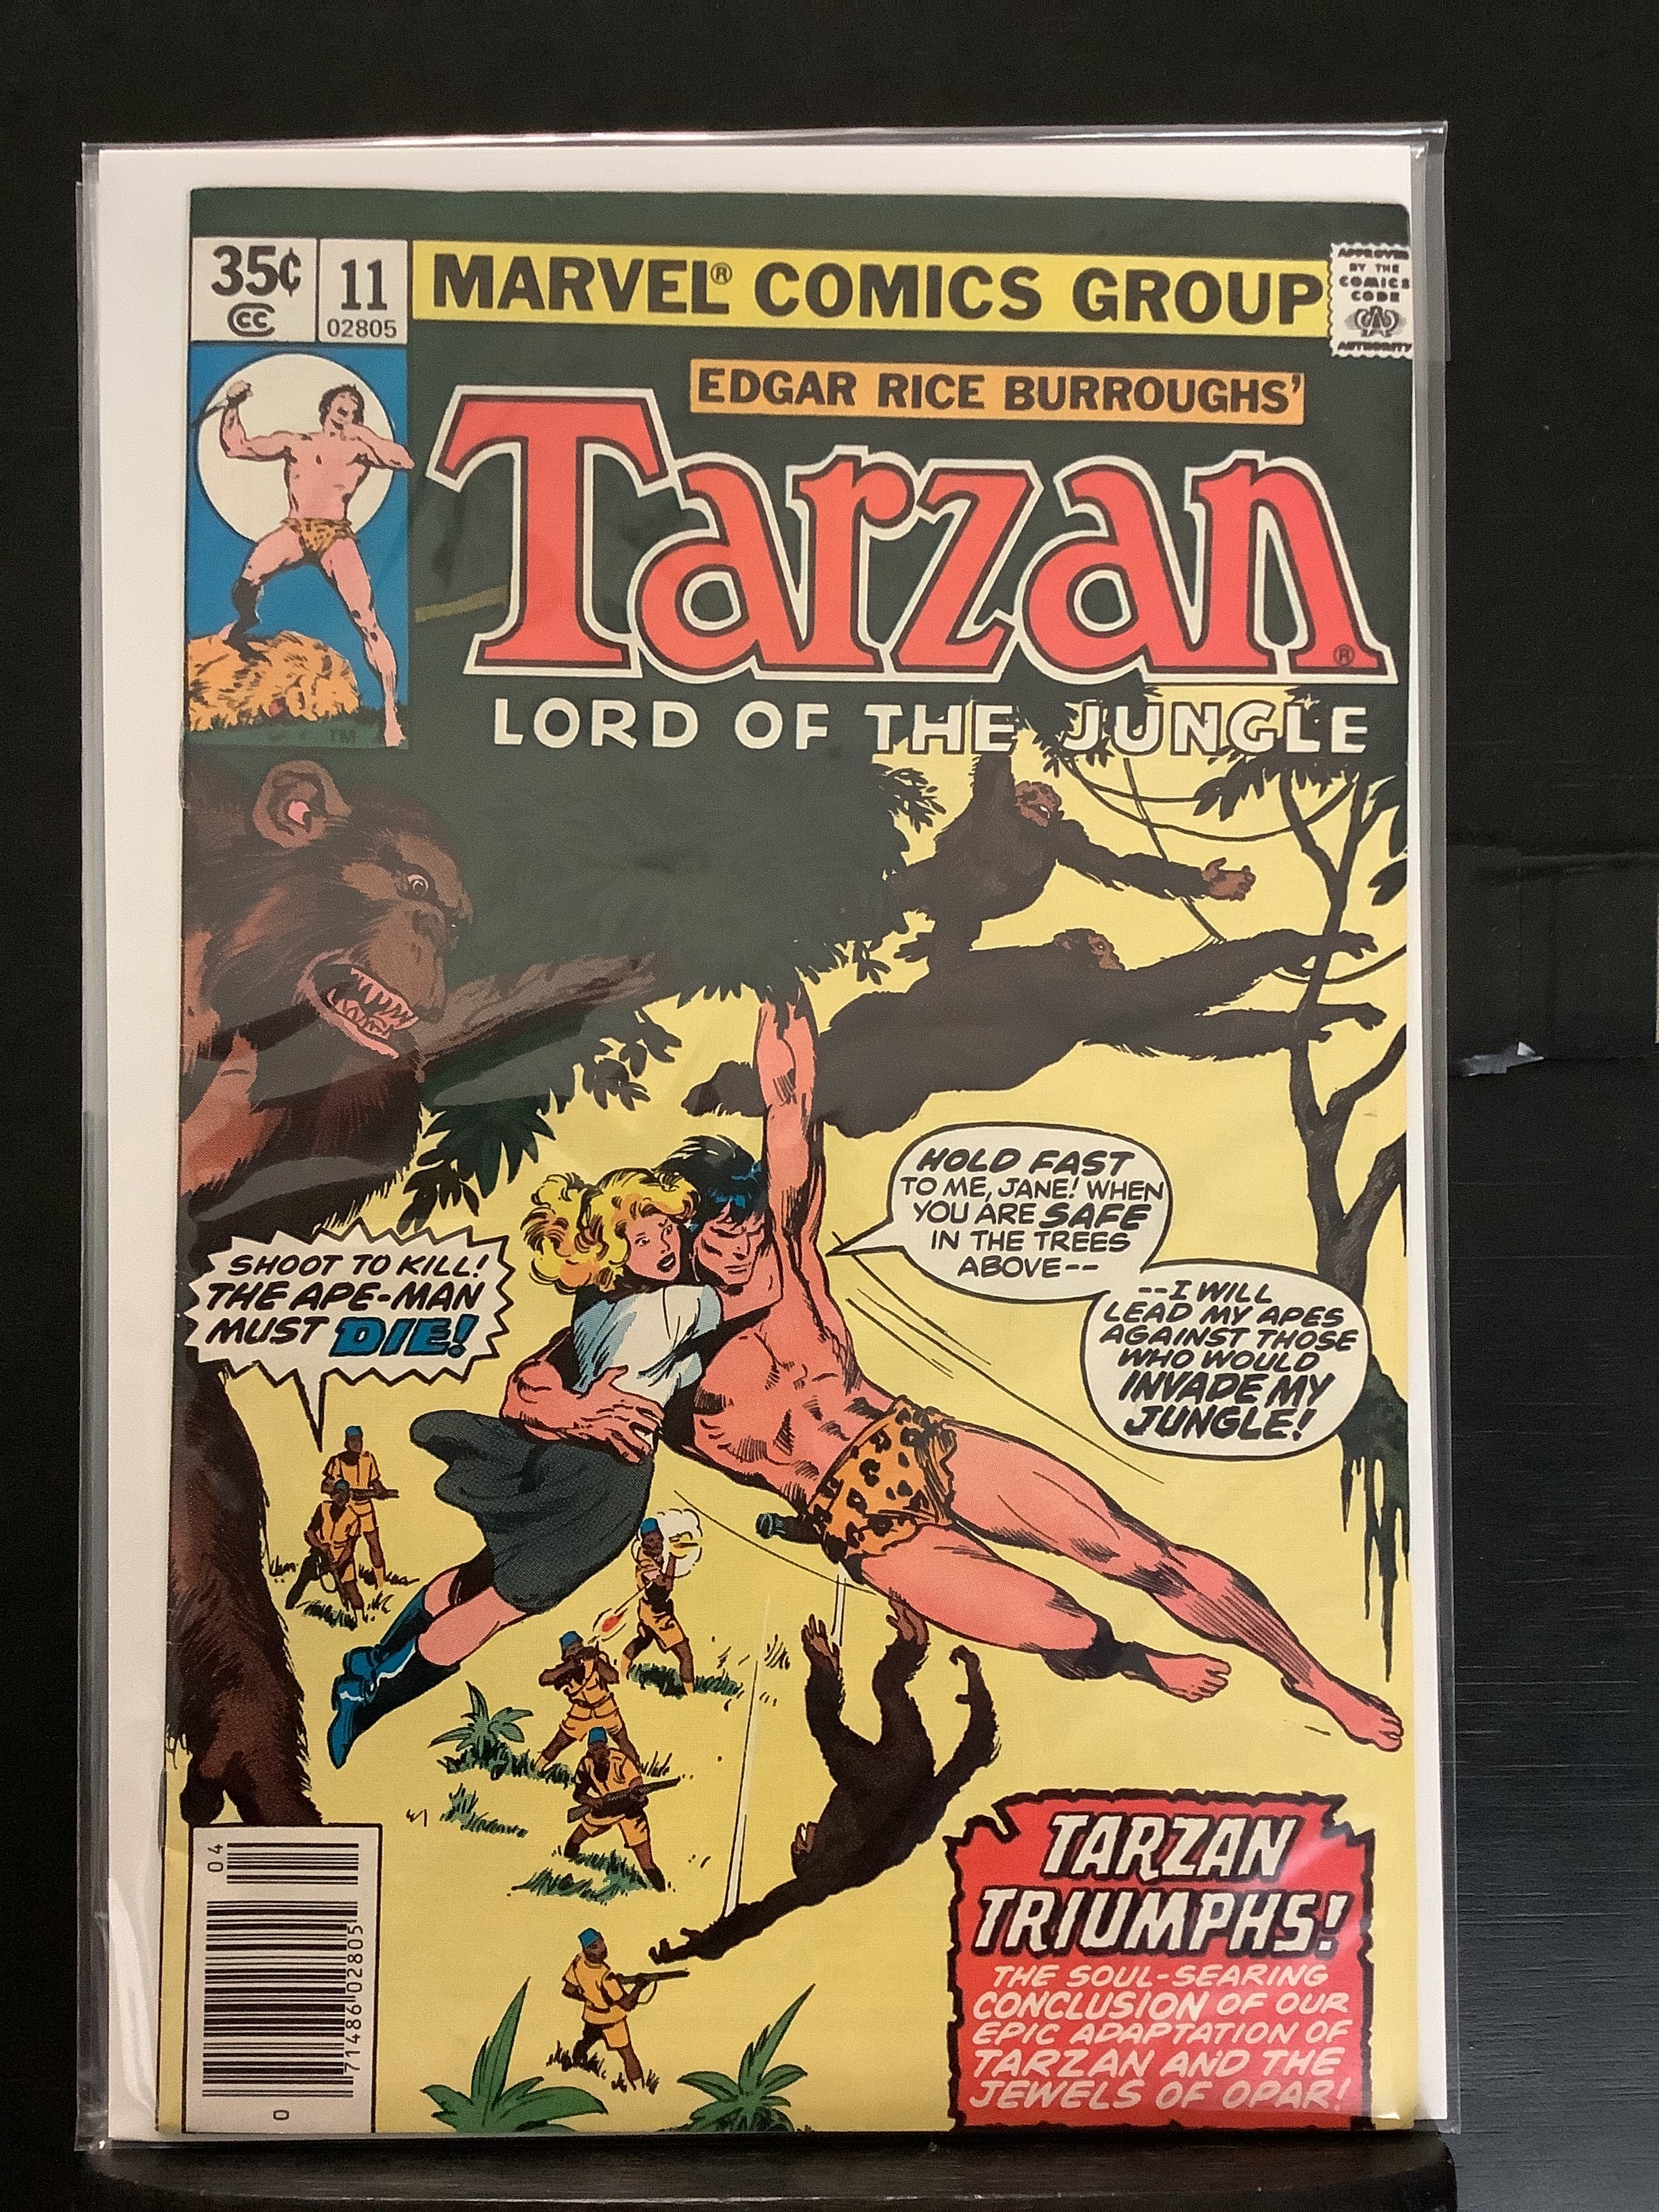 35¢
CC
11
02805
MARVEL® COMICS GROUP
APPROVED
BY THE
COMICS
CODE
AUTHORITY
EDGAR RICE BURROUGHS'
Tarzan®
LORD OF THE JUNGLE
TM
HOLD FAST
TO ME, JANE! WHEN
YOU ARE SAFE
IN THE TREES
ABOVE--
--I WILL
LEAD MY APES
AGAINST THOSE
WHO WOULD
INVADE MY
JUNGLE!
SHOOT TO KILL!
THE APE-MAN
MUST DIE!
TARZAN
TRIUMPHS!
THE SOUL-SEARING
CONCLUSION OF OUR
EPIC ADAPTATION OF
TARZAN AND THE
JEWELS OF OPAR!
04
71486 02805
0